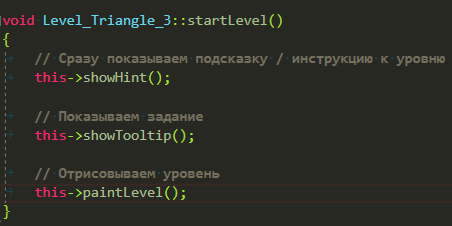 void Level_Triangle_3::startLevel()
{
// Сразу показываем подсказку / инструкцию к уровню
this->showHint();
// Показываем задание
this->showTooltip();
// Отрисовываем уровень
this->paintLevel();
}